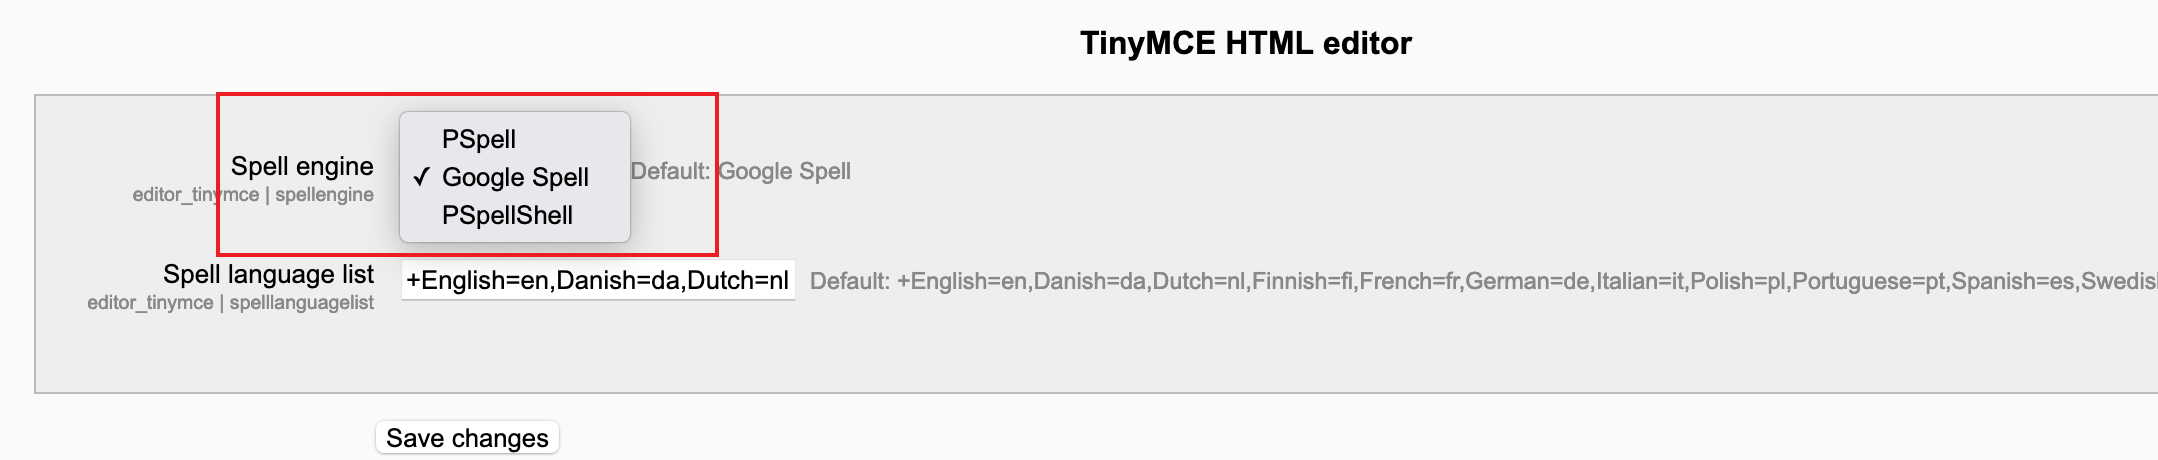 TinyMCE HTML editor
PSpell
Spell engine
✓ Google Spell
Default: Google Spell
editor_tinymce | spellengine
PSpellShell
Spell language list
+English=en,Danish=da,Dutch=nl
Default: +English=en,Danish=da,Dutch=nl,Finnish=fi,French=fr,German=de,Italian=it,Polish=pl,Portuguese=pt,Spanish=es,Swedis
editor_tinymce | spelllanguagelist
Save changes